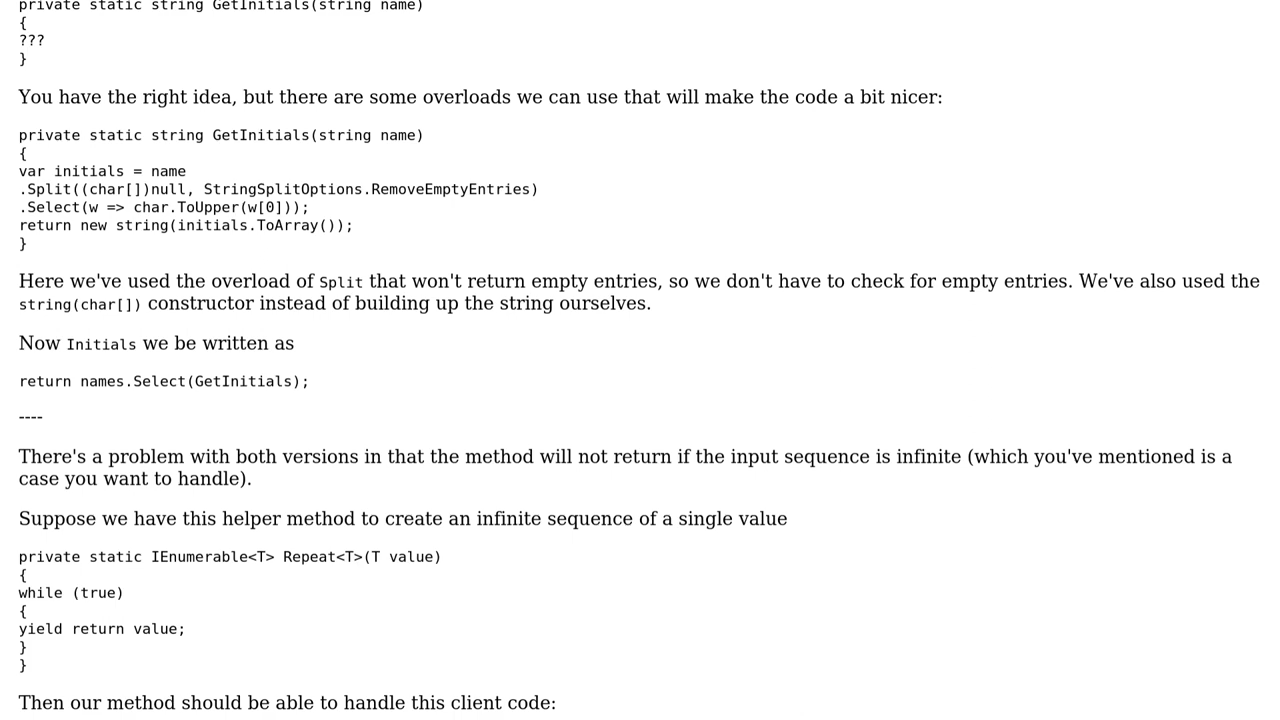 private static string GetInitials(string name)
{
???
}
You have the right idea, but there are some overloads we can use that will make the code a bit nicer:
private static string GetInitials(string name)
{
var initials = name
.Split((char[])null, StringSplitOptions.RemoveEmptyEntries)
.Select(w => char.ToUpper(w[0]));
return new string(initials.ToArray());
}
Here we've used the overload of Split that won't return empty entries, so we don't have to check for empty entries. We've also used the
string(char[]) constructor instead of building up the string ourselves.
Now Initials we be written as
return names.Select(GetInitials);
----
There's a problem with both versions in that the method will not return if the input sequence is infinite (which you've mentioned is a
case you want to handle).
Suppose we have this helper method to create an infinite sequence of a single value
private static IEnumerable<T> Repeat<T>(T value)
{
while (true)
{
yield return value;
}
}
Then our method should be able to handle this client code: